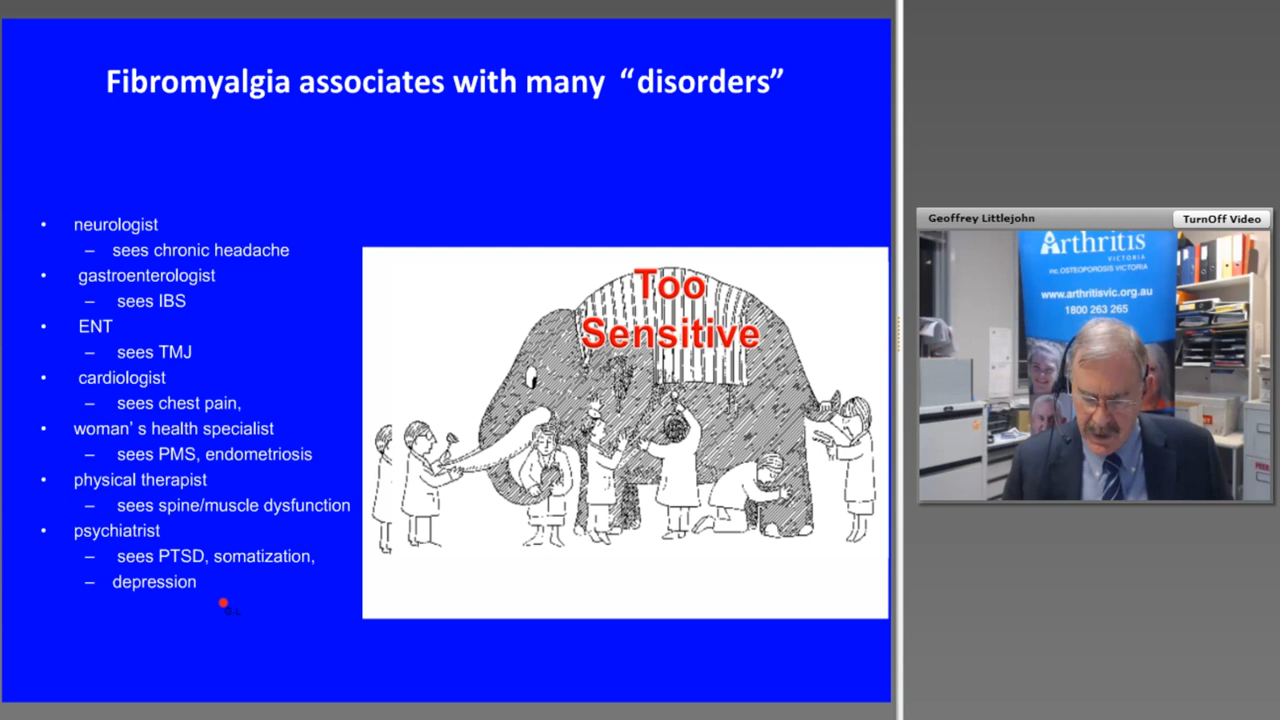 Fibromyalgia associates with many “disorders”
• neurologist
– sees chronic headache
• gastroenterologist
– sees IBS
• ENT
– sees TMJ
• cardiologist
– sees chest pain,
• woman’ s health specialist
– sees PMS, endometriosis
• physical therapist
– sees spine/muscle dysfunction
• psychiatrist
– sees PTSD, somatization,
– depression
Too
Sensitive
Geoffrey Littlejohn
TurnOff Video
Arthritis
VICTORIA
OSTEOPOROSIS VICTORIA
www.arthritisvic.org.au
1800 263 265